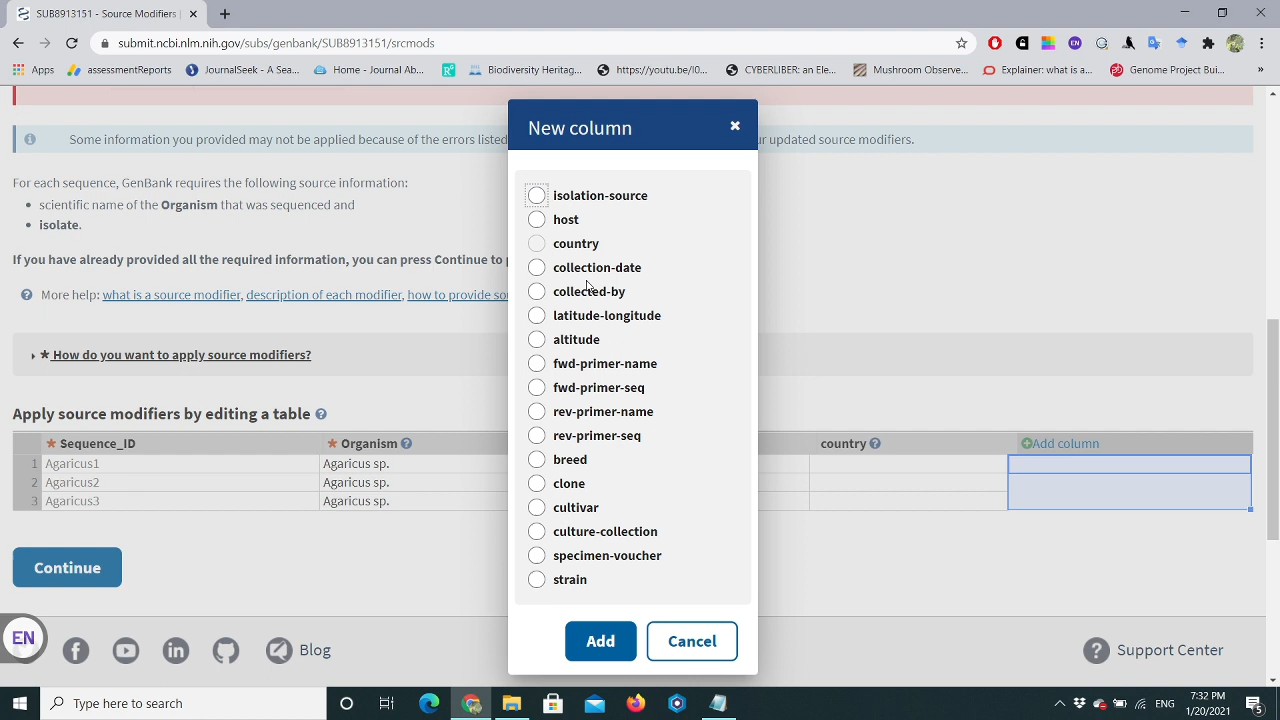 SUB8913151 - Source Modifiers |
submit.ncbi.nlm.nih.gov/subs/genbank/SUB8913151/srcmods
Apps
assessmentReports
JournalSeek - A Sea...
Home - Journal Ab...
Biodiversity Heritag...
https://youtu.be/I0...
CYBERLIBER: an Ele...
Mushroom Observe...
Explainer: what is a...
Genome Project Bui...
»
Some information you provided may not be applied because of the errors listed
ur updated source modifiers.
For each sequence, GenBank requires the following source information:
• scientific name of the Organism that was sequenced and
• isolate.
If you have already provided all the required information, you can press Continue to
More help: what is a source modifier, description of each modifier, how to provide so
* How do you want to apply source modifiers?
Apply source modifiers by editing a table
* Sequence_ID * Organism country Add column
1 Agaricus1 Agaricus sp.
2 Agaricus2 Agaricus sp.
3 Agaricus3 Agaricus sp.
Continue
New column
isolation-source
host
country
collection-date
collected-by
latitude-longitude
altitude
fwd-primer-name
fwd-primer-seq
rev-primer-name
rev-primer-seq
breed
clone
cultivar
culture-collection
specimen-voucher
strain
Add
Cancel
EN
Blog
Support Center
Type here to search
ENG
7:32 PM
1/20/2021
5